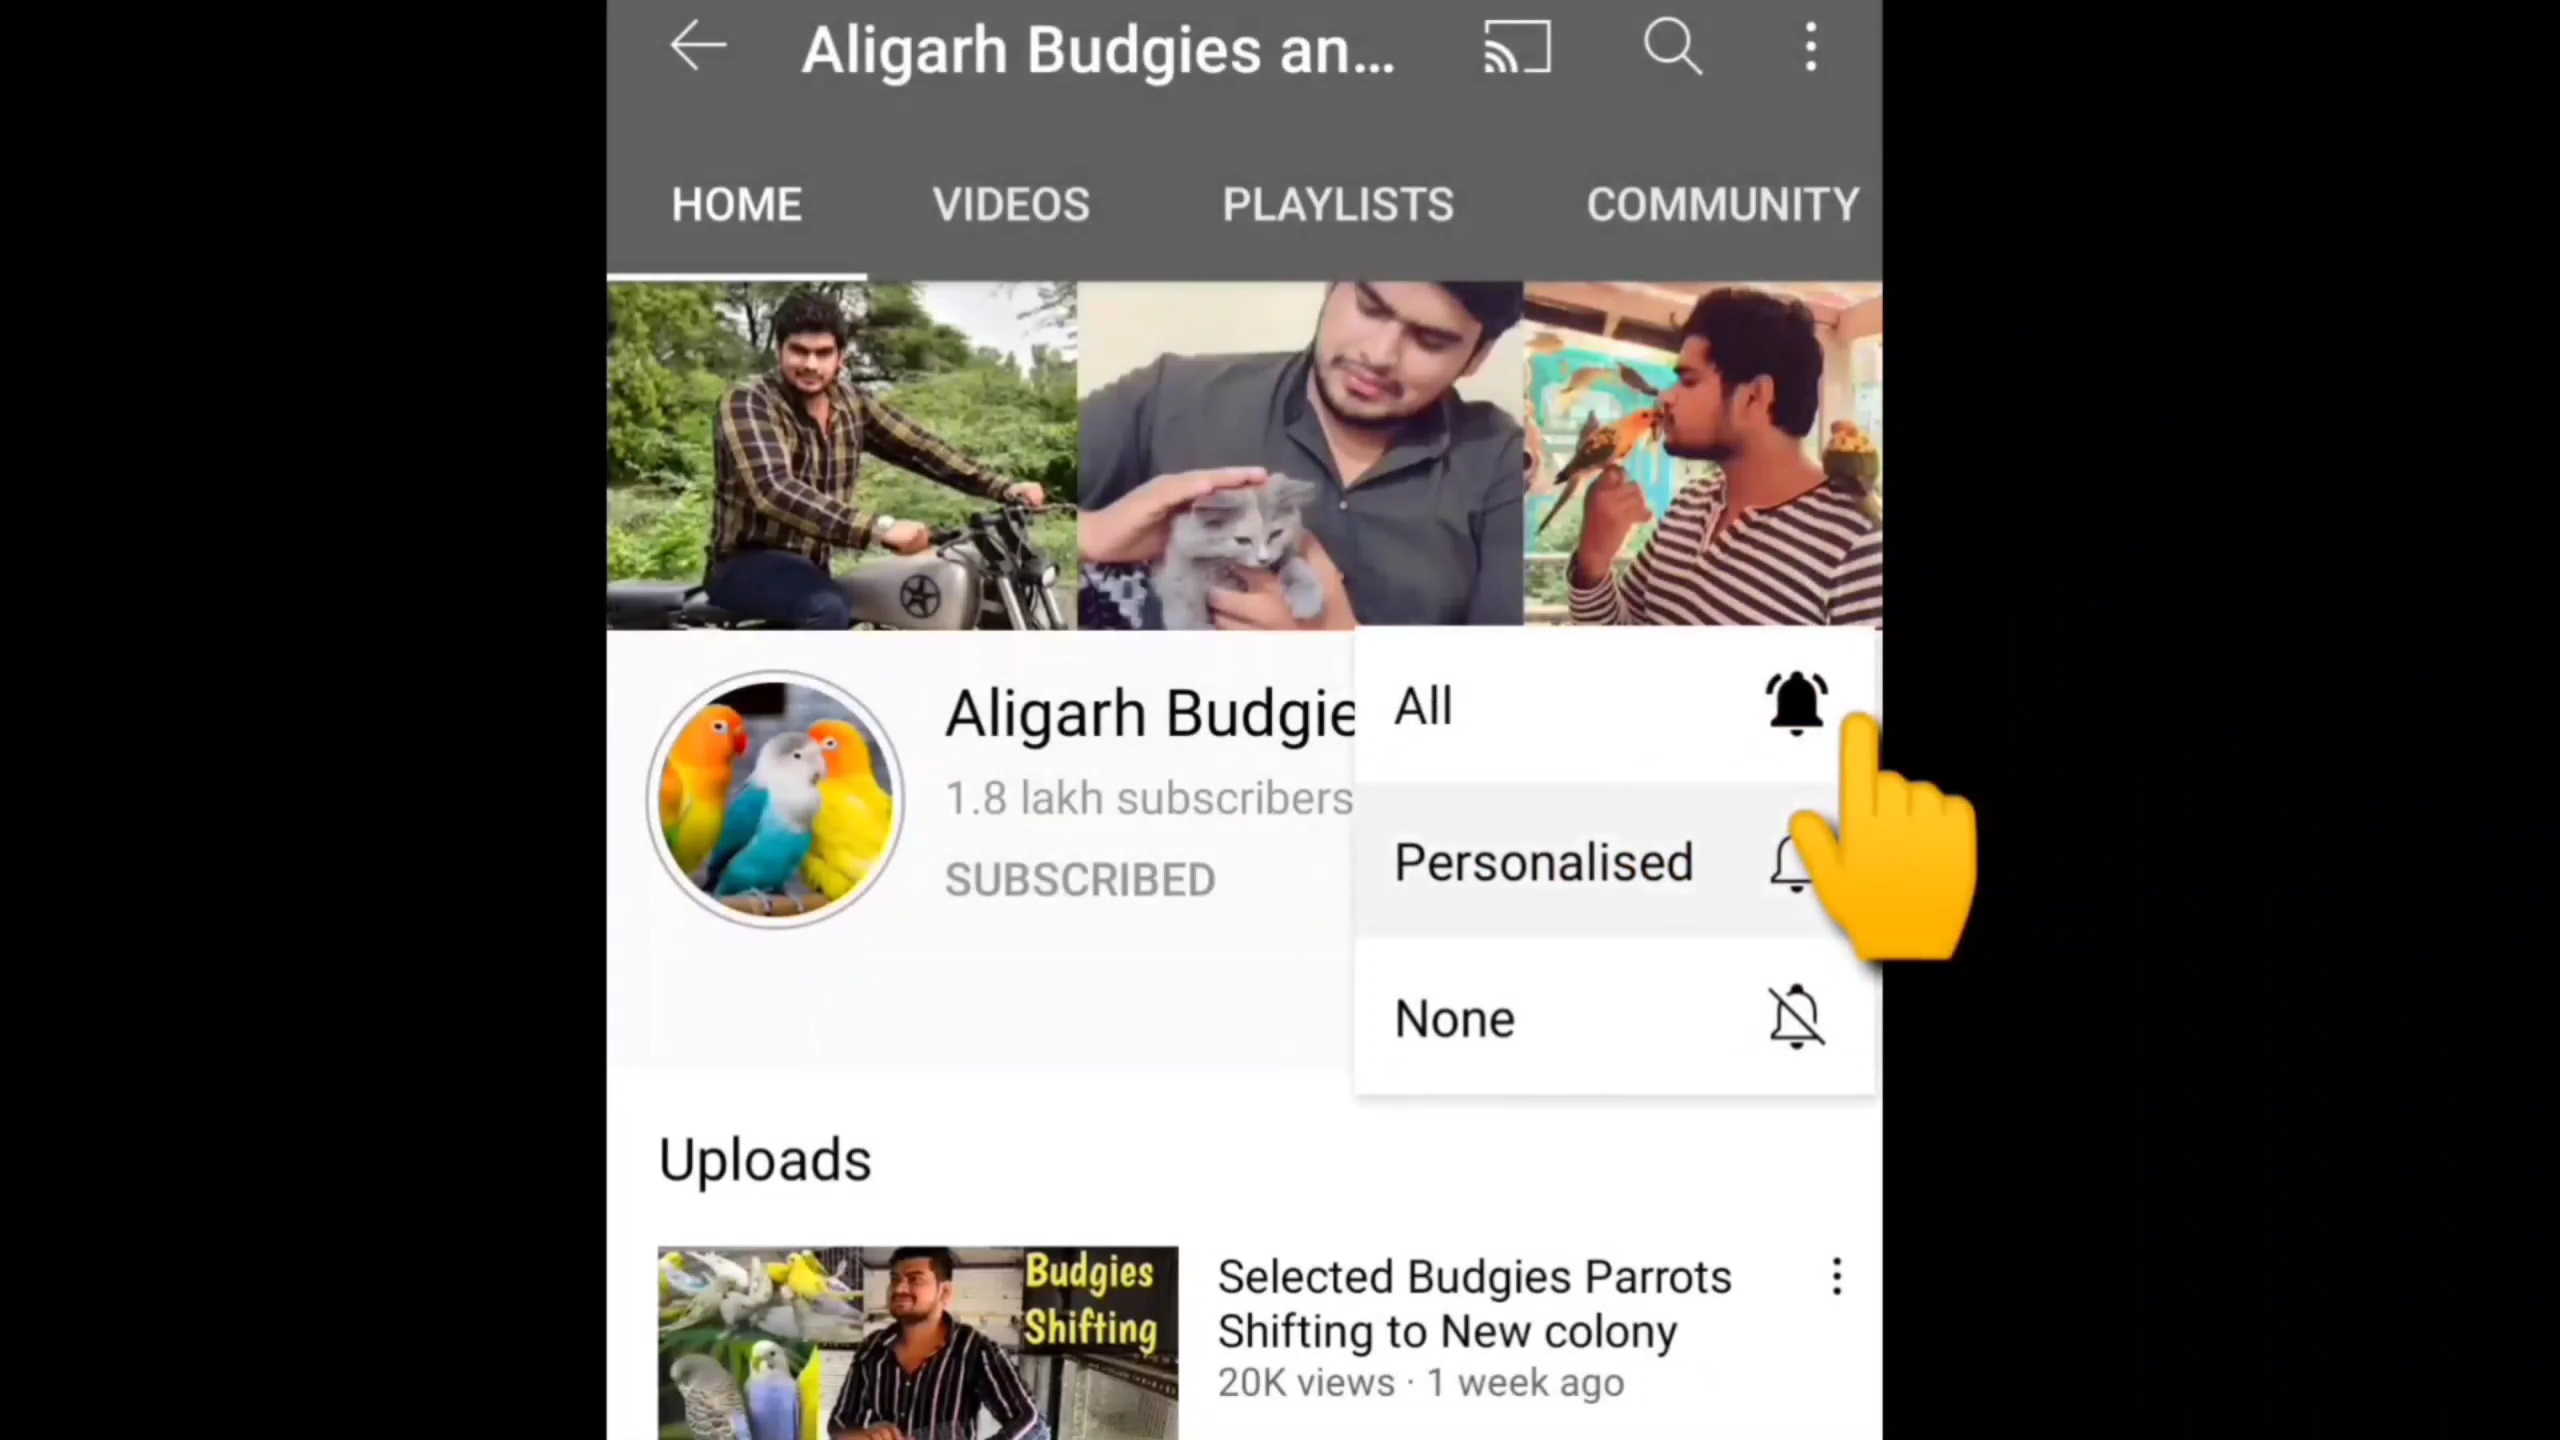 Aligarh Budgies an...
HOME
VIDEOS
PLAYLISTS
COMMUNITY
Aligarh Budgie
1.8 lakh subscribers
SUBSCRIBED
All
Personalised
None
Uploads
Budgies
Shifting
Selected Budgies Parrots
Shifting to New colony
20K views · 1 week ago